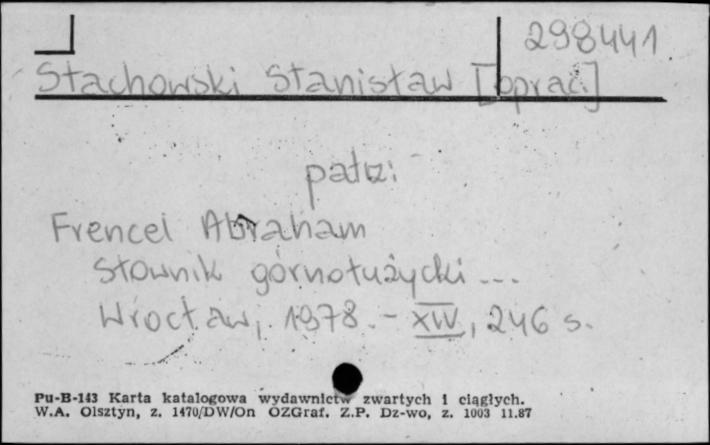 298441
Stachowski Stanisław [oprac.]
patrz:
Frencel Abraham
Słownik górnołużycki ...
Wrocław, 1978. - XIV, 246 s.
Pu-B-143 Karta katalogowa wydawnictw zwartych i ciągłych.
W.A. Olsztyn, z. 1470/DW/On OZGraf. Z.P. Dz-wo, z. 1003 11.87